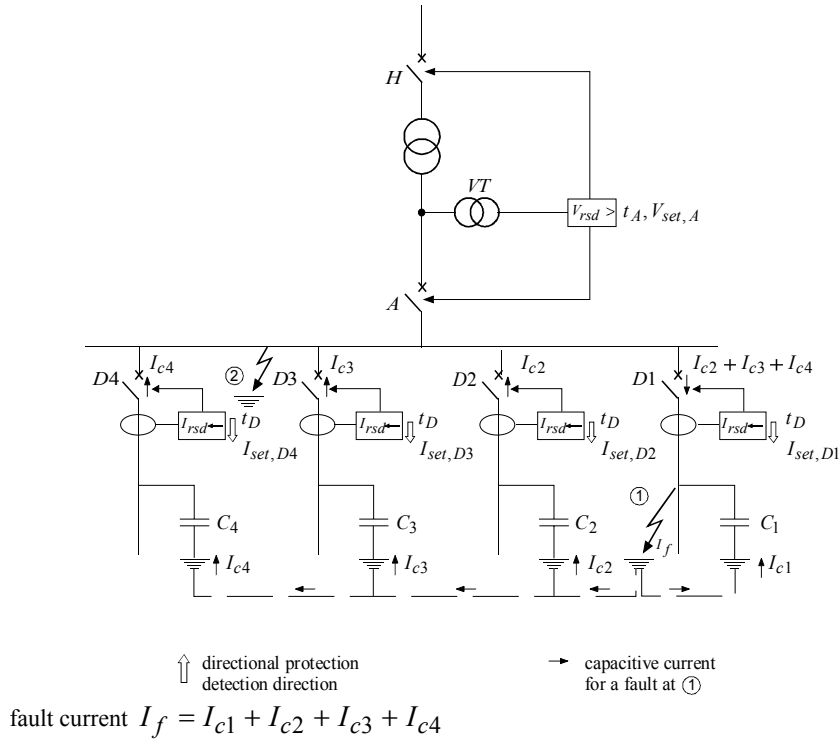 H
VT
V_rsd > t_A, V_set, A
A
I_c4 I_c3 I_c2 I_c2 + I_c3 + I_c4
② 
D4 D3 D2 D1
I_rsd t_D I_rsd t_D I_rsd t_D I_rsd t_D
I_set, D4 I_set, D3 I_set, D2 I_set, D1
①
C_4 C_3 C_2 I_f C_1
I_c4 I_c3 I_c2 I_c1
directional protection
detection direction
capacitive current
for a fault at ①
fault current I_f = I_c1 + I_c2 + I_c3 + I_c4